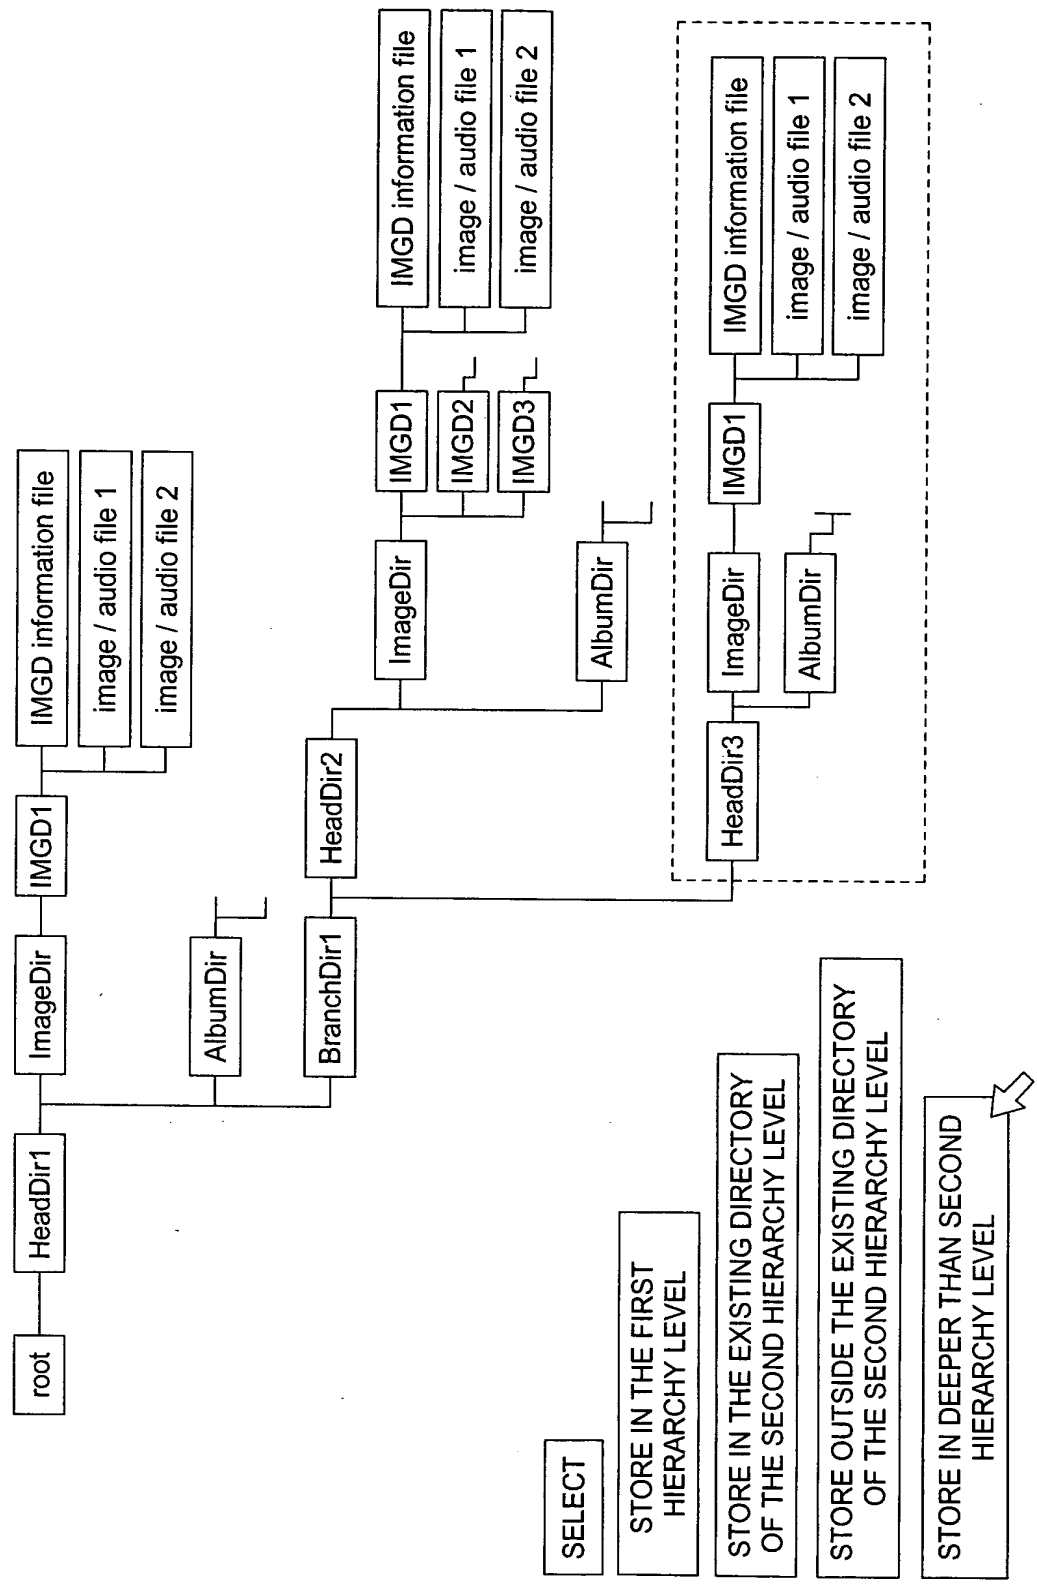 root
HeadDir1
ImageDir
IMGD1
IMGD information file
image / audio file 1
image / audio file 2
AlbumDir
BranchDir1
HeadDir2
ImageDir
IMGD1
IMGD information file
image / audio file 1
image / audio file 2
IMGD2
IMGD3
AlbumDir
HeadDir3
ImageDir
IMGD1
IMGD information file
image / audio file 1
image / audio file 2
AlbumDir
SELECT
STORE IN THE FIRST
HIERARCHY LEVEL
STORE IN THE EXISTING DIRECTORY
OF THE SECOND HIERARCHY LEVEL
STORE OUTSIDE THE EXISTING DIRECTORY
OF THE SECOND HIERARCHY LEVEL
STORE IN DEEPER THAN SECOND
HIERARCHY LEVEL